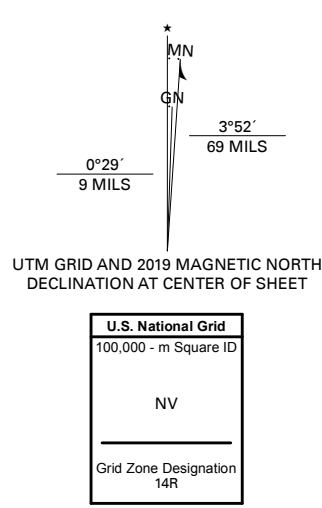 ★
MN
GN
3°52´
69 MILS
0°29´
9 MILS
UTM GRID AND 2019 MAGNETIC NORTH
DECLINATION AT CENTER OF SHEET
U.S. National Grid
100,000 - m Square ID
NV
Grid Zone Designation
14R